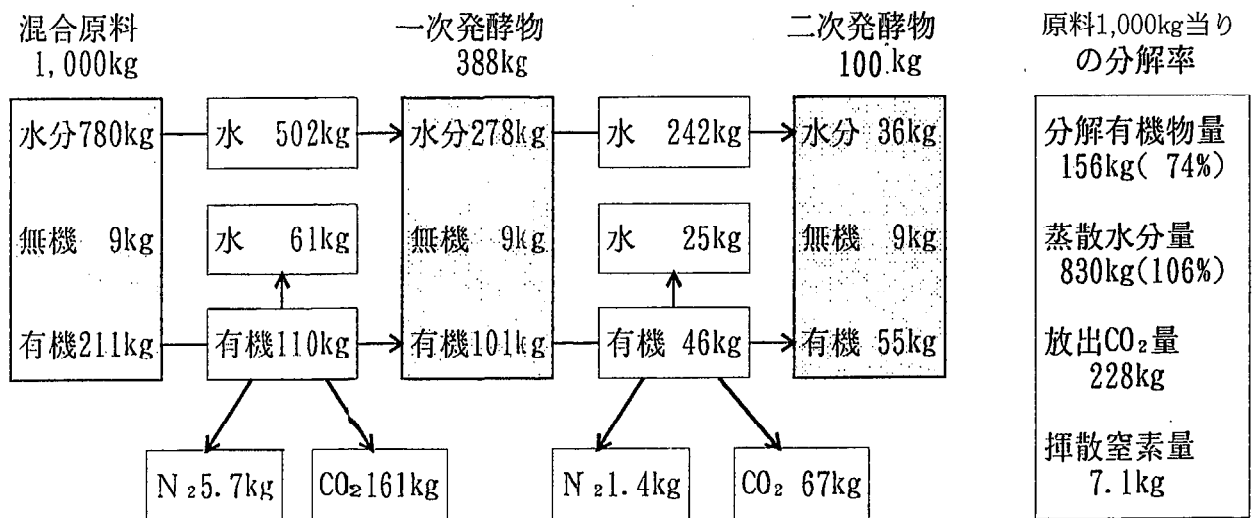 混合原料
1,000kg
一次発酵物
388kg
二次発酵物
100.kg
原料1,000kg当り
の分解率
水分780kg
水 502kg
水分278kg
水 242kg
水分 36kg
無機 9kg
水 61kg
無機 9kg
水 25kg
無機 9kg
有機211kg
有機110kg
有機101kg
有機 46kg
有機 55kg
N₂5.7kg
CO₂161kg
N₂1.4kg
CO₂ 67kg
分解有機物量
156kg( 74%)
蒸散水分量
830kg(106%)
放出CO₂量
228kg
揮散窒素量
7.1kg